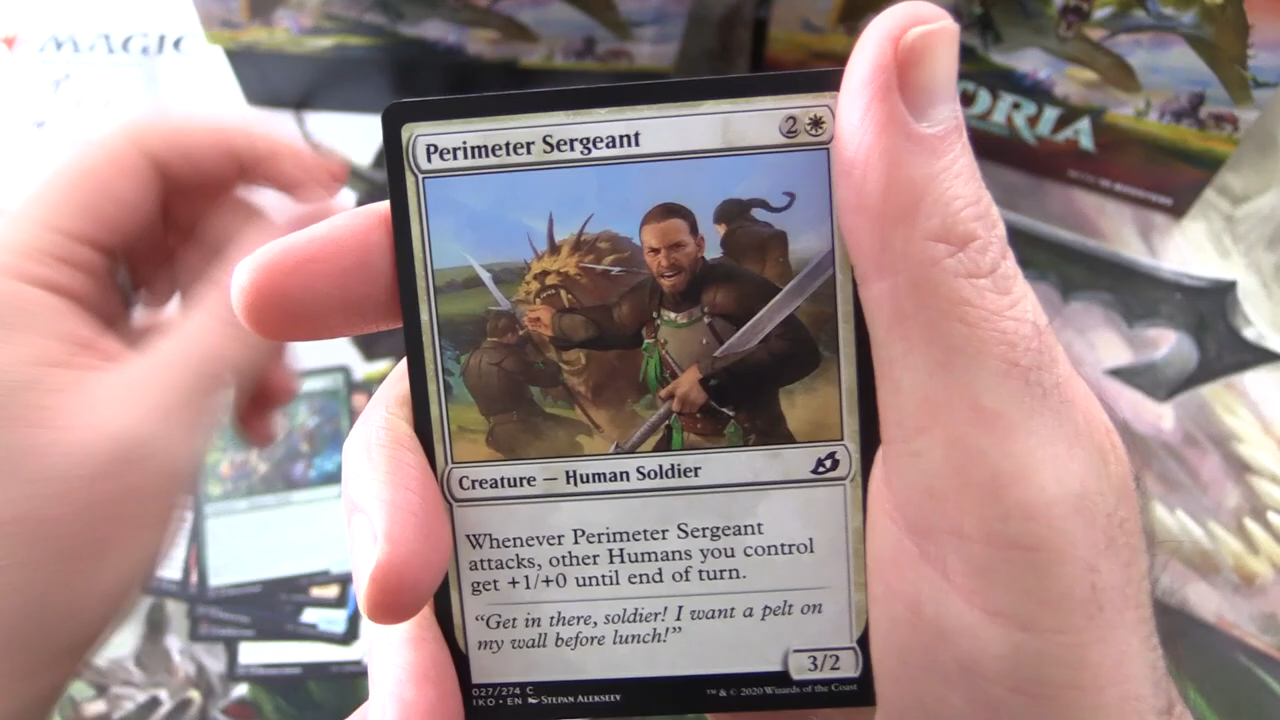 MAGIC
ORIA
Perimeter Sergeant
2
Creature — Human Soldier
Whenever Perimeter Sergeant
attacks, other Humans you control
get +1/+0 until end of turn.
“Get in there, soldier! I want a pelt on
my wall before lunch!”
3/2
027/274 C
IKO • EN Stepan Alekseev
™ & © 2020 Wizards of the Coast